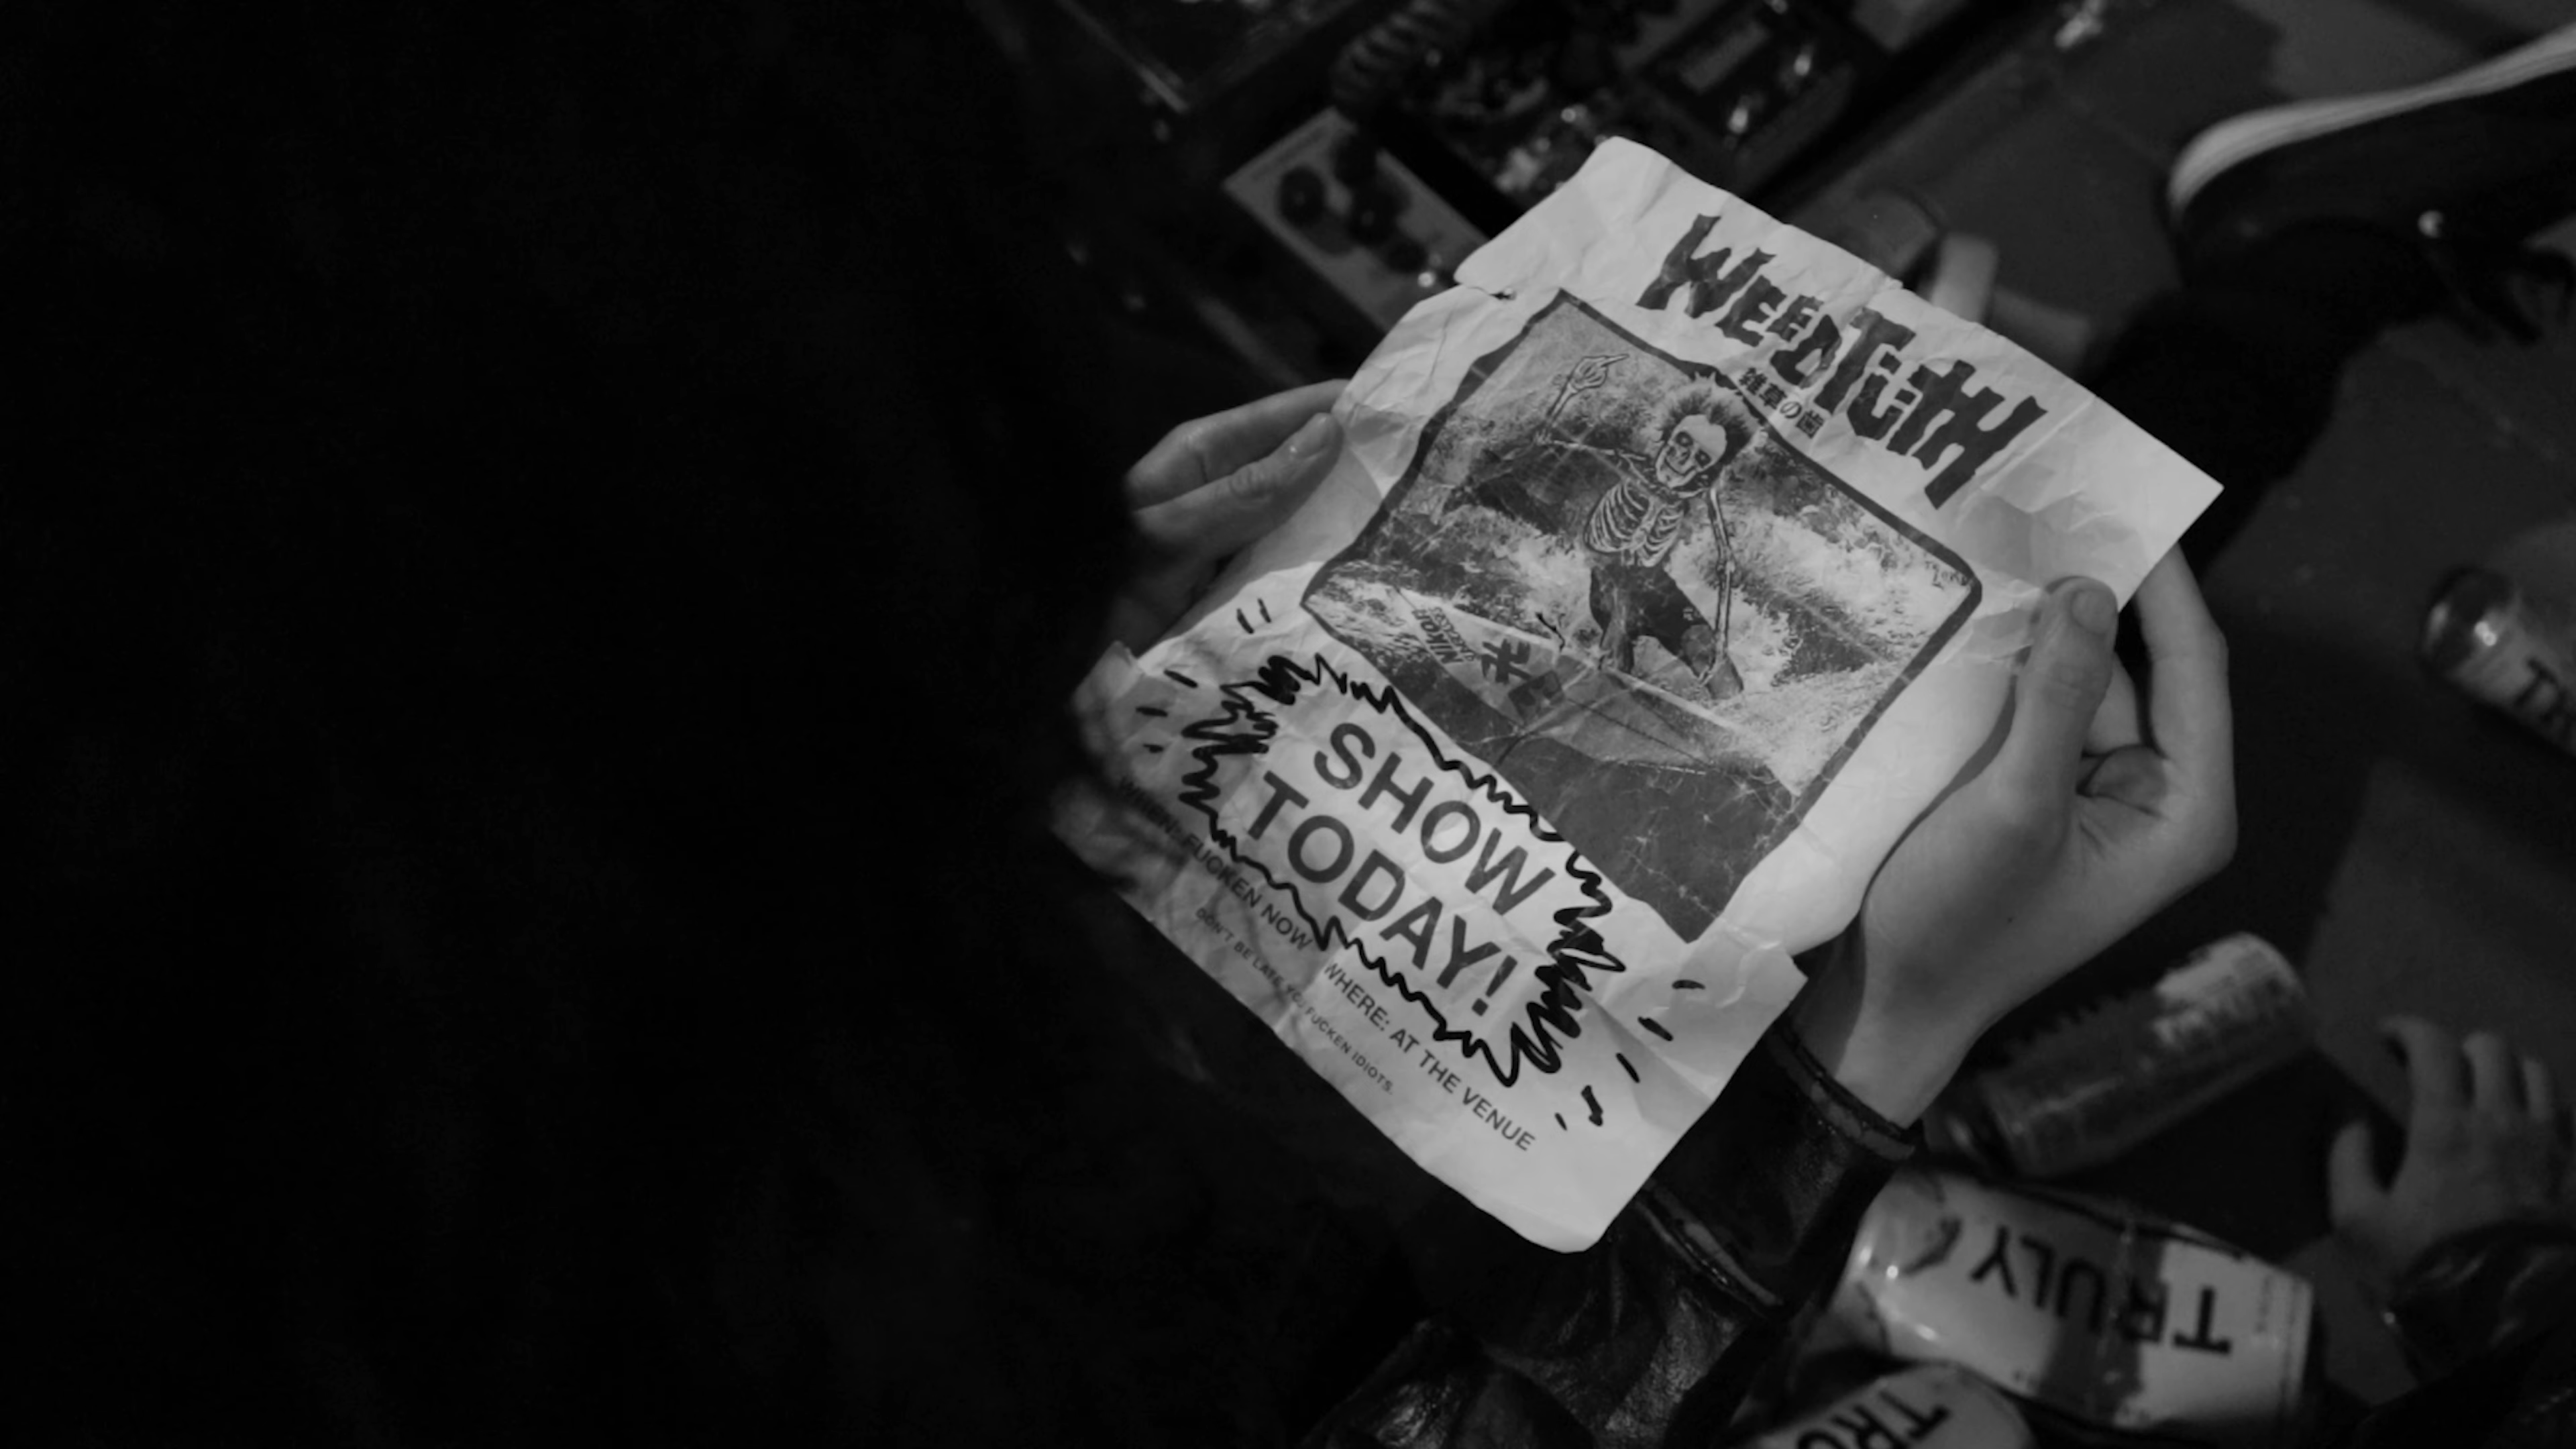 WEEDTÜTH
雑草の歯
SHOW
TODAY!
WHEN: FUCKEN NOW WHERE: AT THE VENUE
DON'T BE LATE YOU FUCKEN IDIOTS.
TRULY